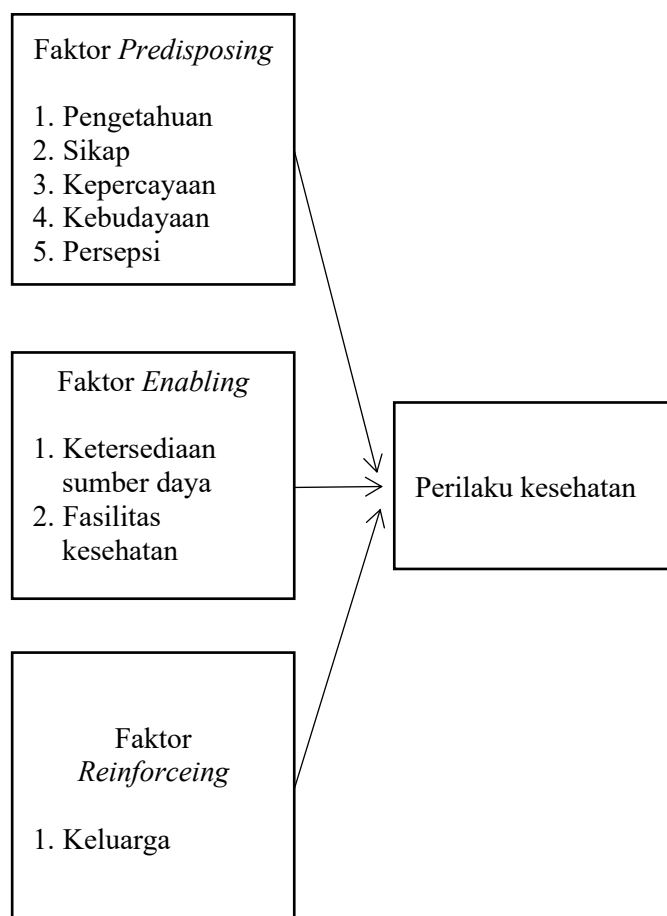 Faktor Predisposing
1. Pengetahuan
2. Sikap
3. Kepercayaan
4. Kebudayaan
5. Persepsi
Faktor Enabling
1. Ketersediaan
sumber daya
2. Fasilitas
kesehatan
Perilaku kesehatan
Faktor
Reinforceing
1. Keluarga